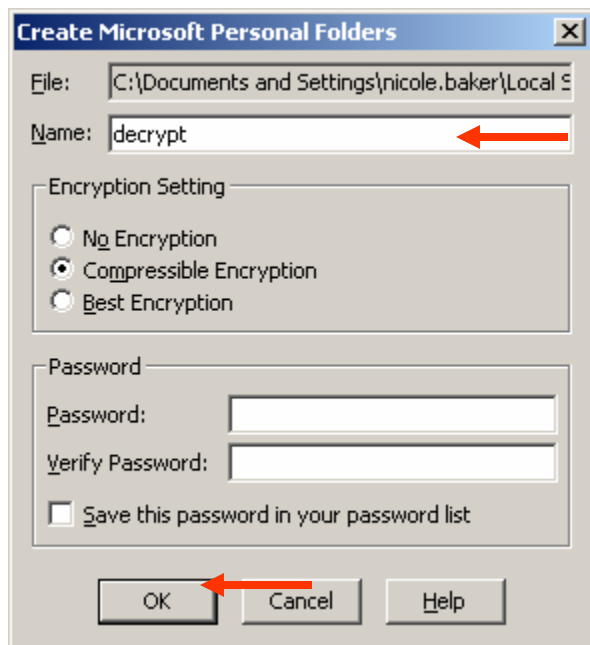 Create Microsoft Personal Folders
File: C:\Documents and Settings\nicole.baker\Local S
Name: decrypt
Encryption Setting
No Encryption
Compressible Encryption
Best Encryption
Password
Password:
Verify Password:
Save this password in your password list
OK Cancel Help